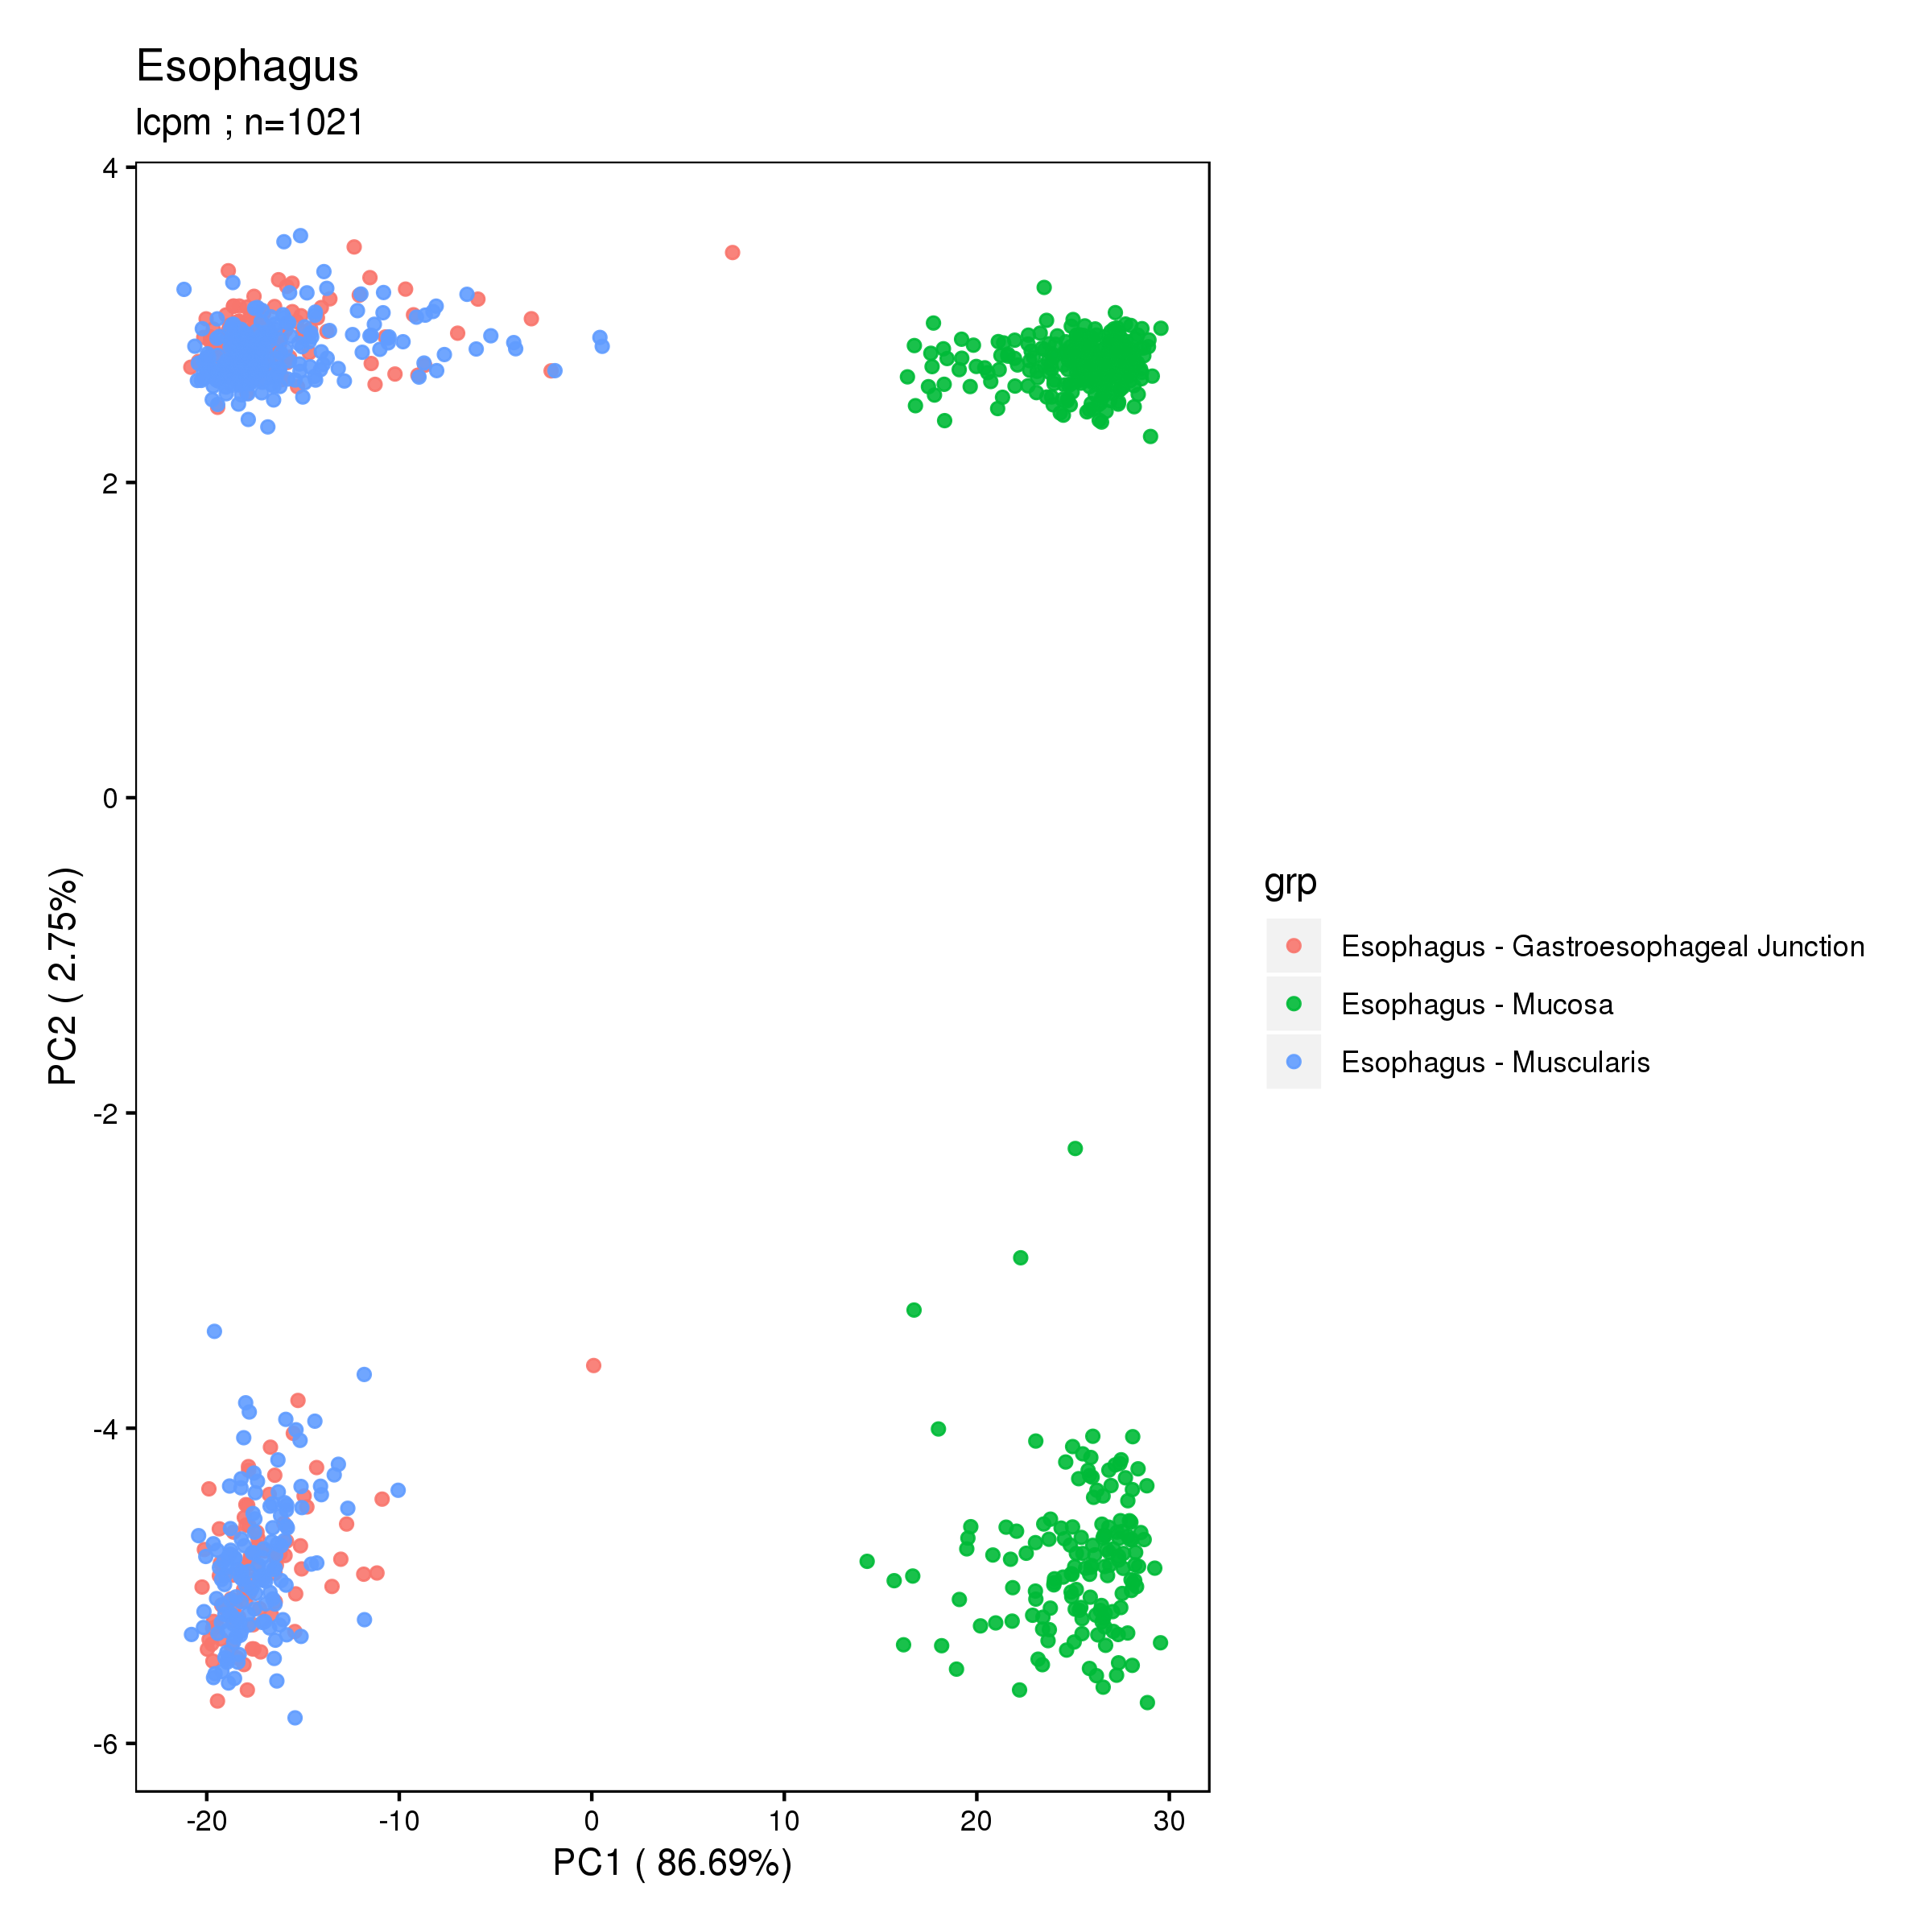 Esophagus
lcpm ; n=1021
4
2
0
-2
-4
-6
PC2 ( 2.75%)
-20 -10 0 10 20 30
PC1 ( 86.69%)
grp
Esophagus - Gastroesophageal Junction
Esophagus - Mucosa
Esophagus - Muscularis